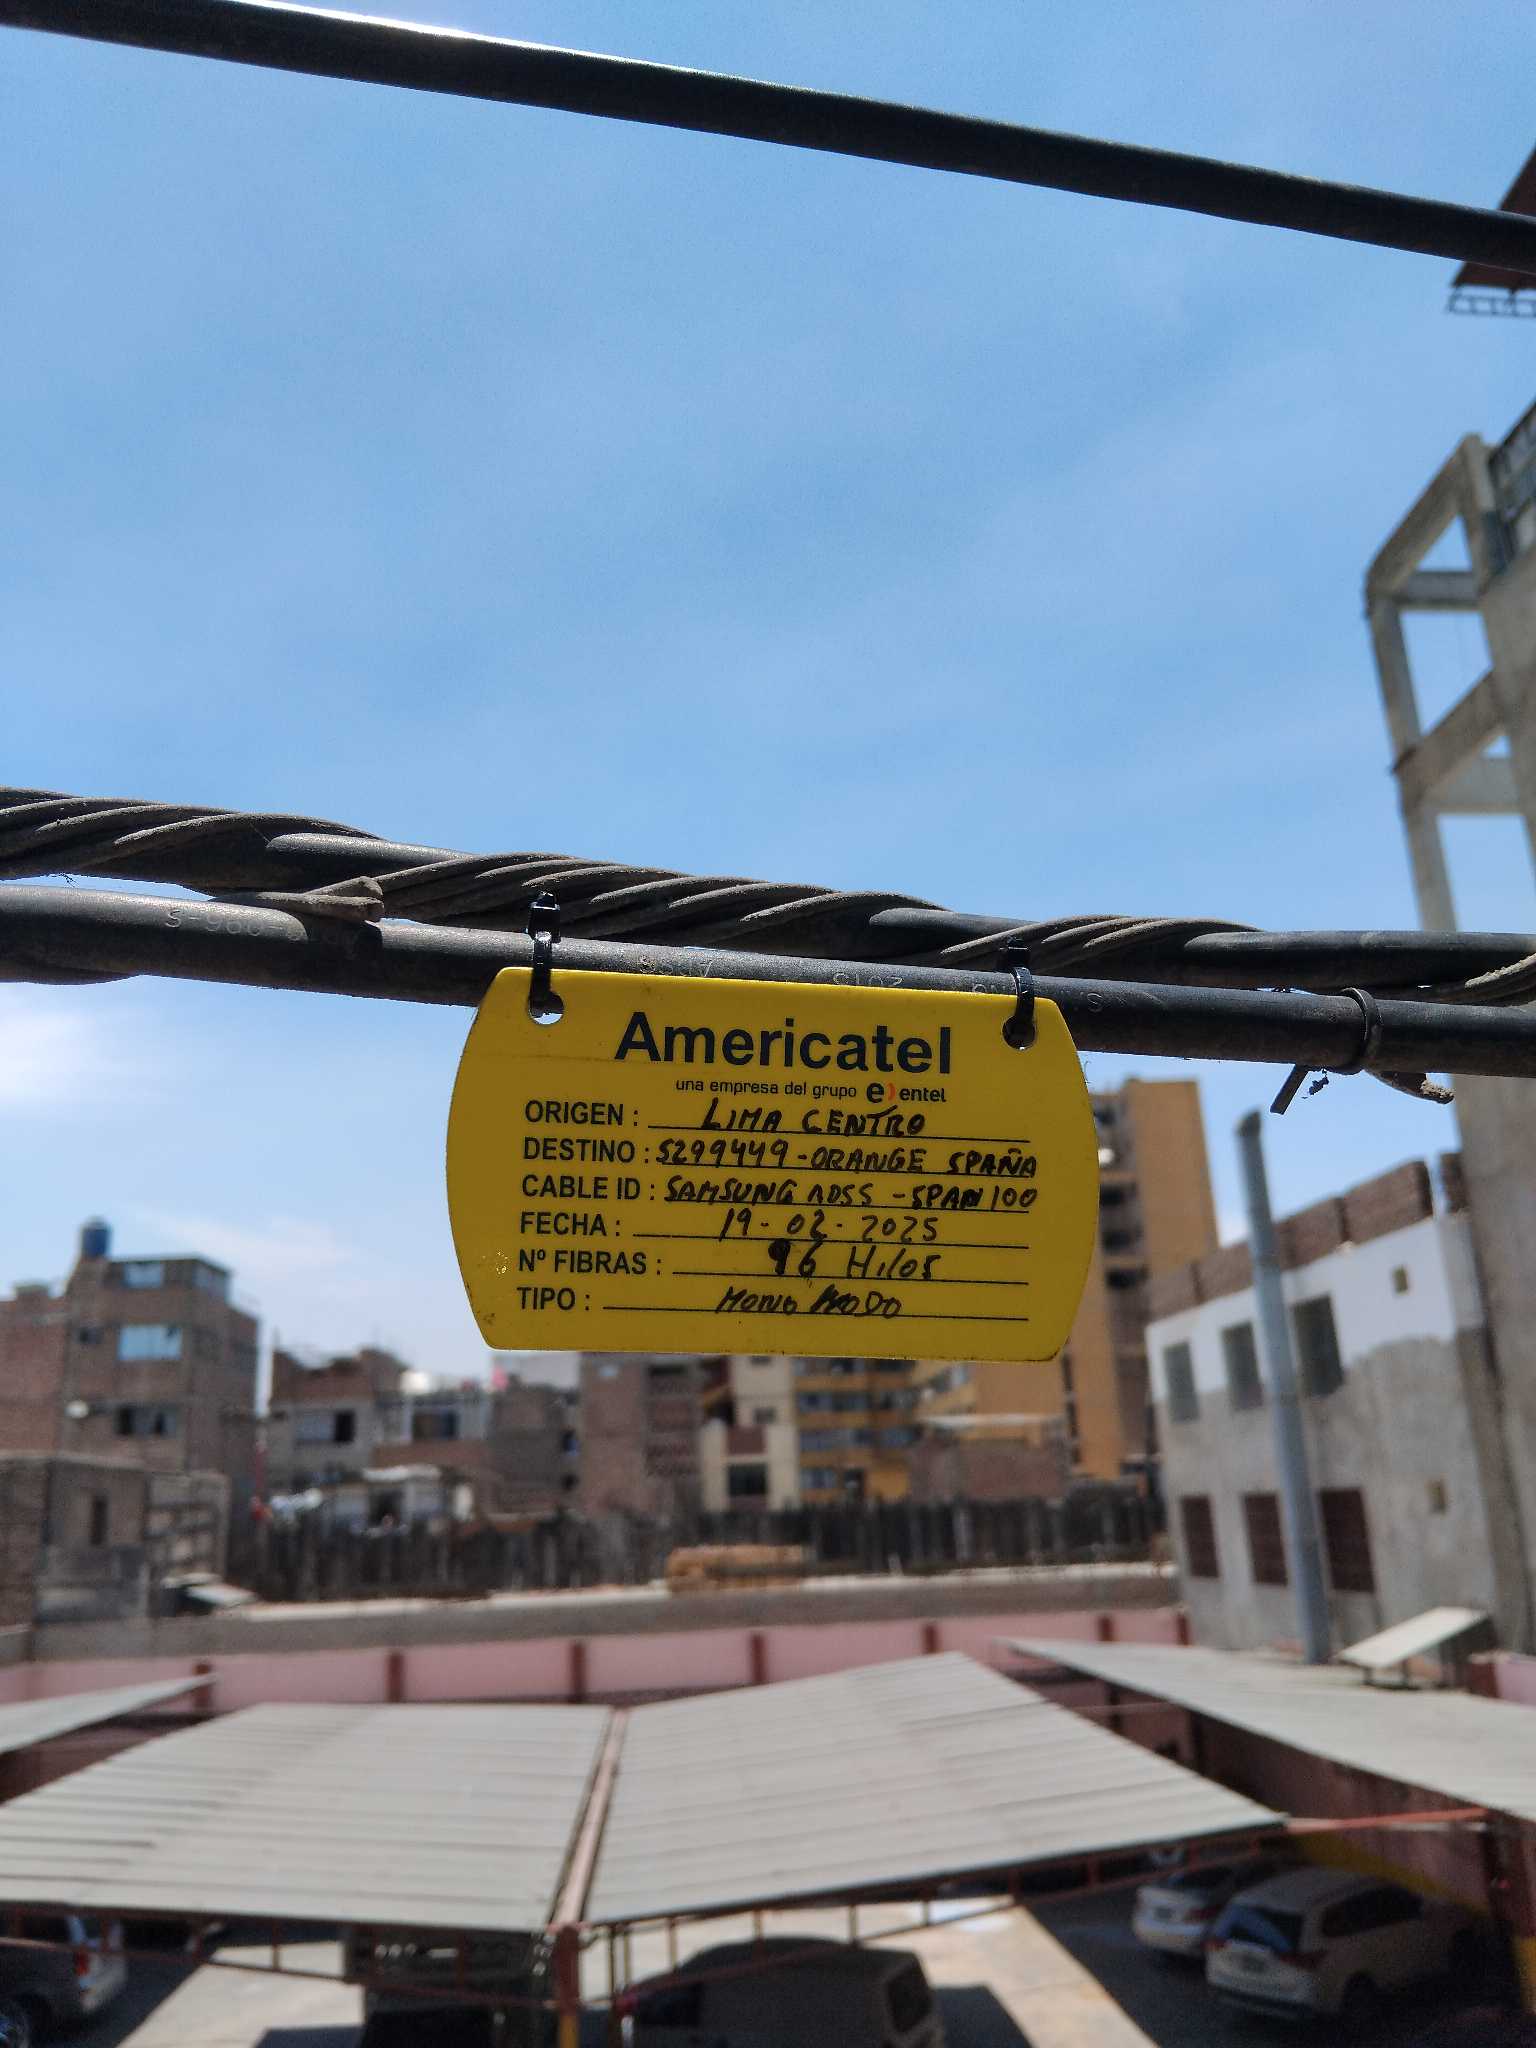 Americatel
una empresa del grupo e) entel
ORIGEN : LIMA CENTRO
DESTINO : S299449-ORANGE SPAÑA
CABLE ID : SAMSUNG ADSS - SPAN 100
FECHA : 19-02-2025
Nº FIBRAS : 96 Hilos
TIPO : MONO MODO